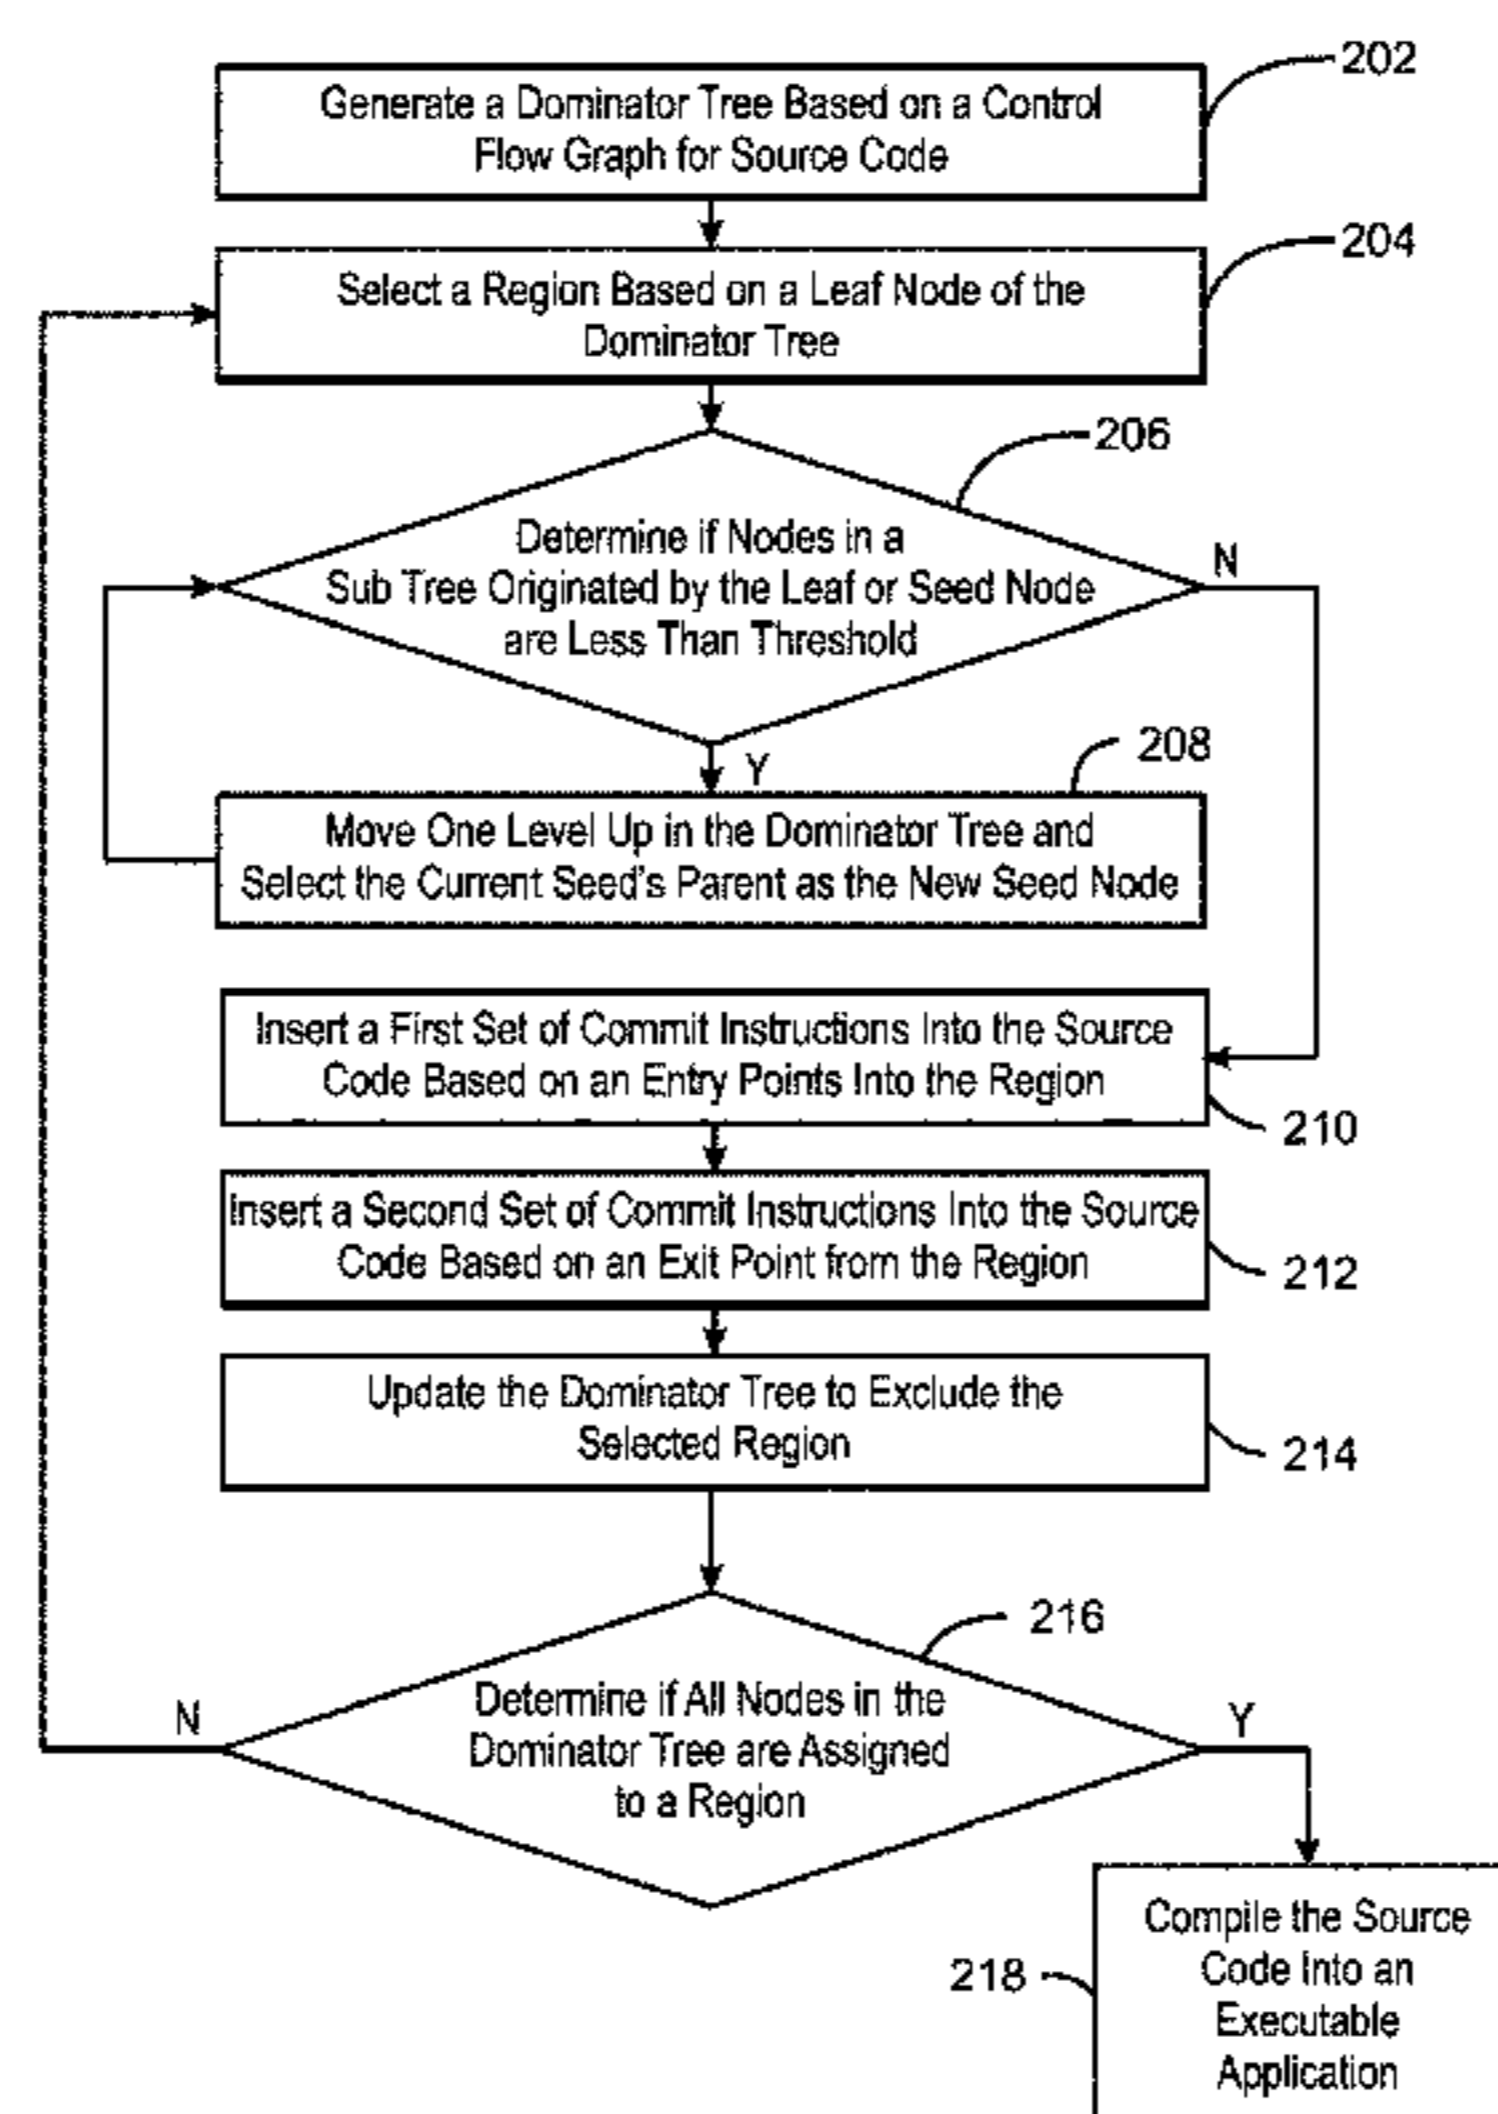 202
Generate a Dominator Tree Based on a Control
Flow Graph for Source Code
204
Select a Region Based on a Leaf Node of the
Dominator Tree
206
Determine if Nodes in a
Sub Tree Originated by the Leaf or Seed Node
are Less Than Threshold
N
Y
208
Move One Level Up in the Dominator Tree and
Select the Current Seed's Parent as the New Seed Node
Insert a First Set of Commit Instructions Into the Source
Code Based on an Entry Points Into the Region
210
Insert a Second Set of Commit Instructions Into the Source
Code Based on an Exit Point from the Region
212
Update the Dominator Tree to Exclude the
Selected Region
214
216
Determine if All Nodes in the
Dominator Tree are Assigned
to a Region
N
Y
218
Compile the Source
Code Into an
Executable
Application